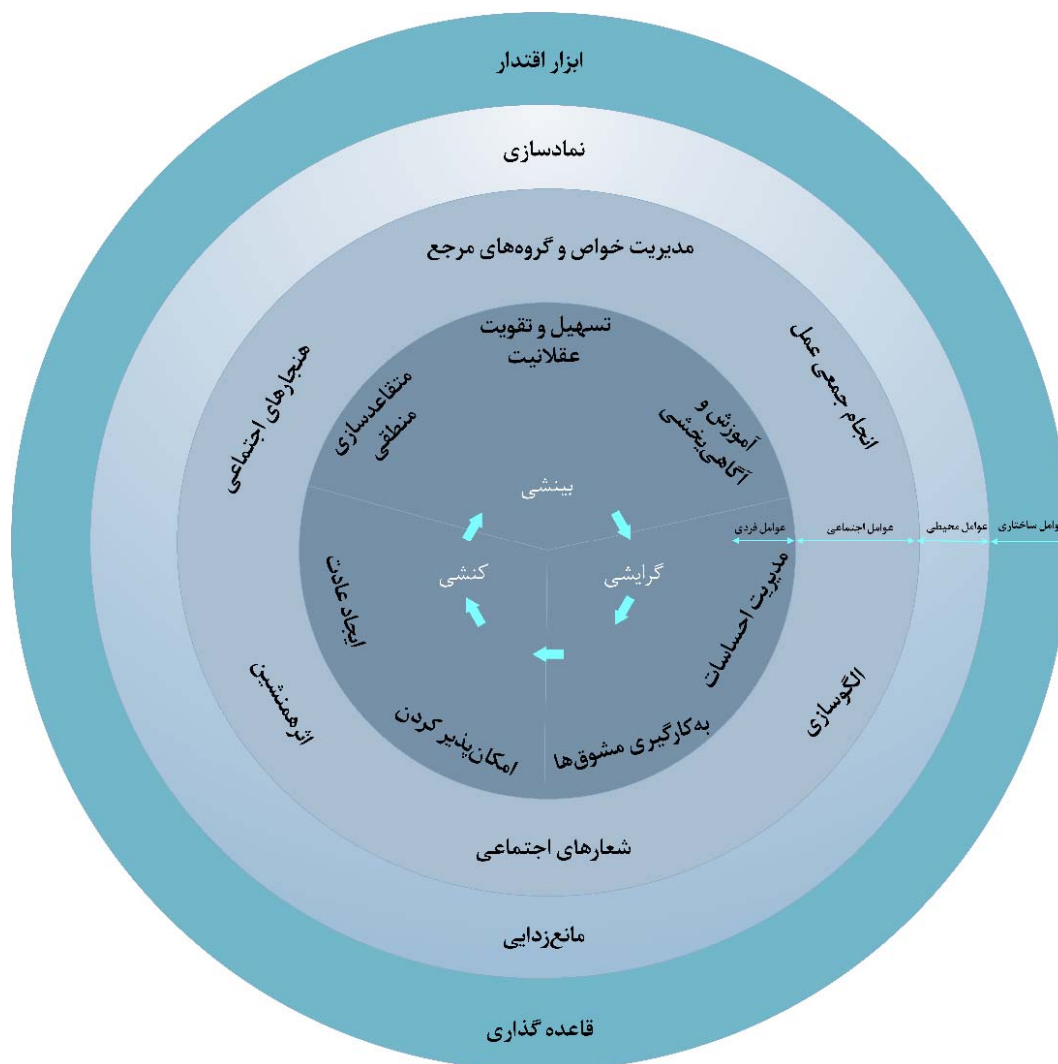 ابزار اقتدار
نمادسازی
مدیریت خواص و گروه‌های مرجع
انجام جمعی عمل
هنجارهای اجتماعی
تسهیل و تقویت
عقلانیت
آموزش و
آگاهی‌بخشی
متقاعدسازی
منطقی
بینشی
عوامل فردی
عوامل اجتماعی
عوامل محیطی
عوامل ساختاری
گرایشی
کنشی
مدیریت احساسات
ایجاد عادت
الگوسازی
اثر همنشین
به‌کارگیری مشوق‌ها
امکان‌پذیر کردن
شعارهای اجتماعی
مانع‌زدایی
قاعده گذاری